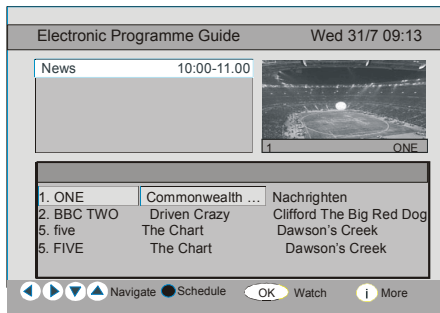 Electronic Programme Guide Wed 31/7 09:13
News 10:00-11.00
1 ONE
1. ONE Commonwealth ... Nachrichten
2. BBC TWO Driven Crazy Clifford The Big Red Dog
5. five The Chart Dawson's Creek
5. FIVE The Chart Dawson's Creek
Navigate Schedule OK Watch i More